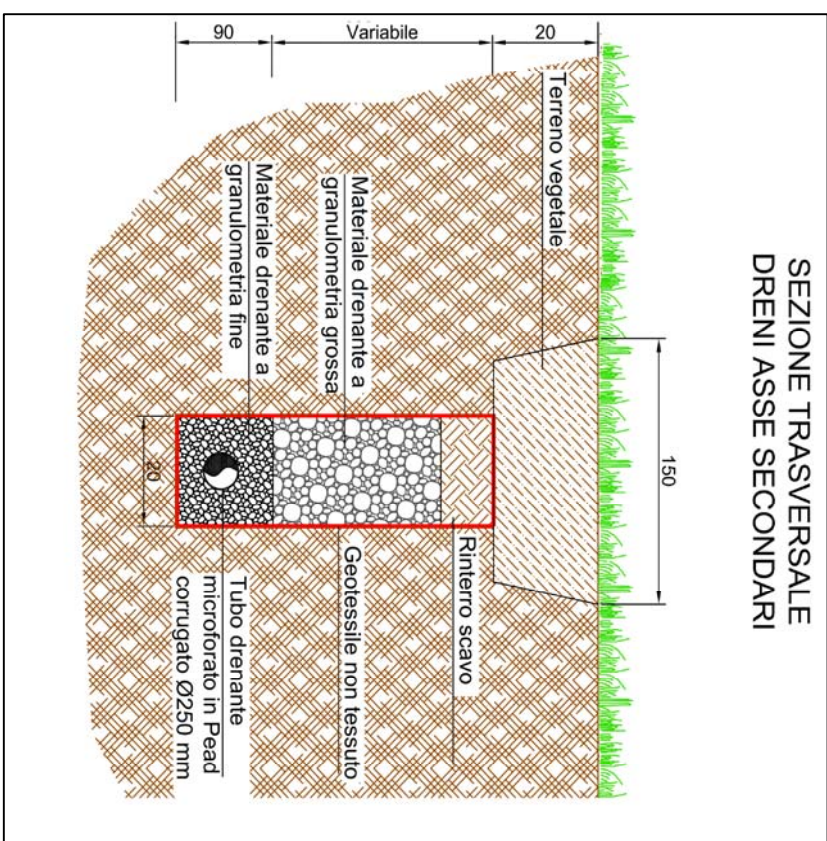 SEZIONE TRASVERSALE
DRENI ASSE SECONDARI
150
20
Variabile
90
Terreno vegetale
Rinterro scavo
Materiale drenante a
granulometria grossa
Geotessile non tessuto
Materiale drenante a
granulometria fine
Tubo drenante
microforato in Pead
corrugato Ø250 mm
20